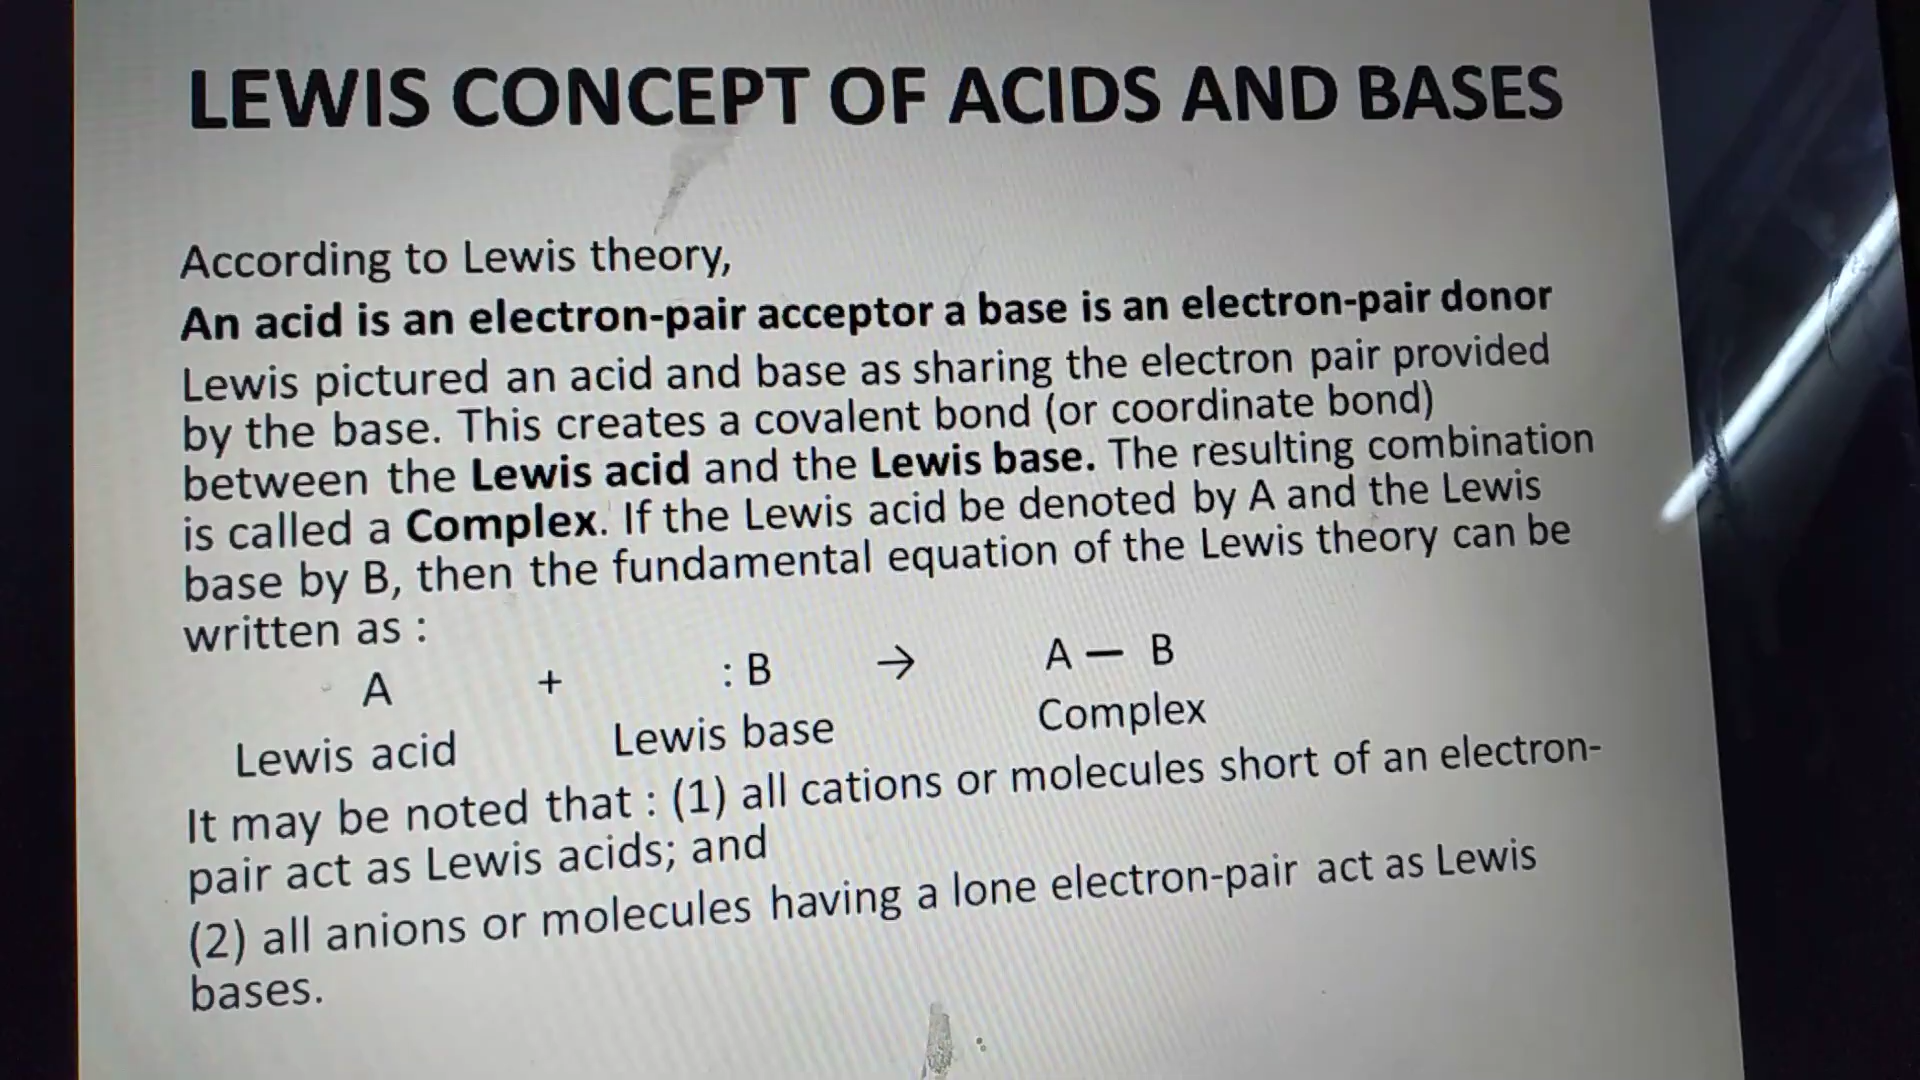 LEWIS CONCEPT OF ACIDS AND BASES
According to Lewis theory,
An acid is an electron-pair acceptor a base is an electron-pair donor
Lewis pictured an acid and base as sharing the electron pair provided
by the base. This creates a covalent bond (or coordinate bond)
between the Lewis acid and the Lewis base. The resulting combination
is called a Complex. If the Lewis acid be denoted by A and the Lewis
base by B, then the fundamental equation of the Lewis theory can be
written as :
A + : B → A — B
Lewis acid Lewis base Complex
It may be noted that : (1) all cations or molecules short of an electron-
pair act as Lewis acids; and
(2) all anions or molecules having a lone electron-pair act as Lewis
bases.